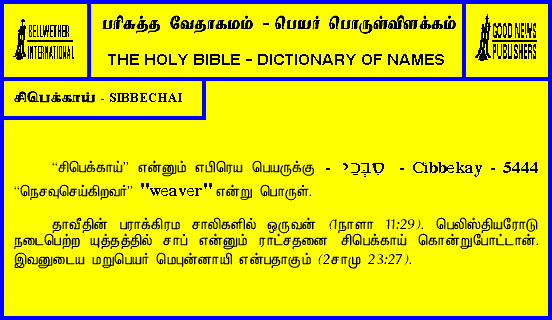 BELLWETHER
INTERNATIONAL
பரிசுத்த வேதாகமம் - பெயர் பொருள்விளக்கம்
THE HOLY BIBLE – DICTIONARY OF NAMES
GOOD NEWS
PUBLISHERS
சிபெக்காய் - SIBBECHAI
“சிபெக்காய்” என்னும் எபிரெய பெயருக்கு - סִבְּכַי - Cibbekay - 5444
“நெசவுசெய்கிறவர்” "weaver" என்று பொருள்.
தாவீதின் பராக்கிரம சாலிகளில் ஒருவன் (1நாளா 11:29). பெலிஸ்தியரோடு
நடைபெற்ற யுத்தத்தில் சாப் என்னும் ராட்சதனை சிபெக்காய் கொன்றுபோட்டான்.
இவனுடைய மறுபெயர் மெபுன்னாயி என்பதாகும் (2சாமு 23:27).